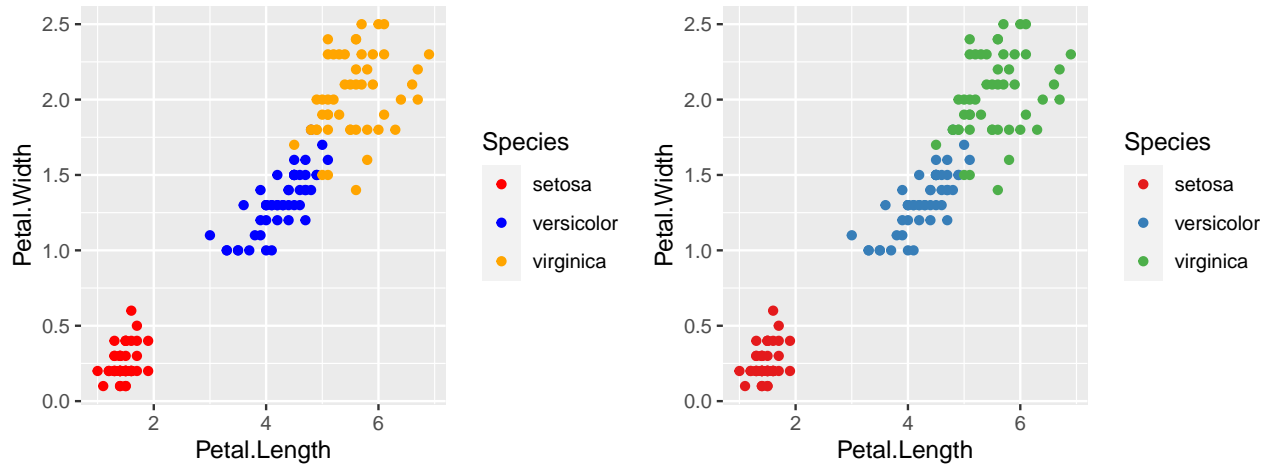 2.5
2.0
1.5
1.0
0.5
0.0
Petal.Width
2 4 6
Petal.Length
Species
setosa
versicolor
virginica
2.5
2.0
1.5
1.0
0.5
0.0
Petal.Width
2 4 6
Petal.Length
Species
setosa
versicolor
virginica